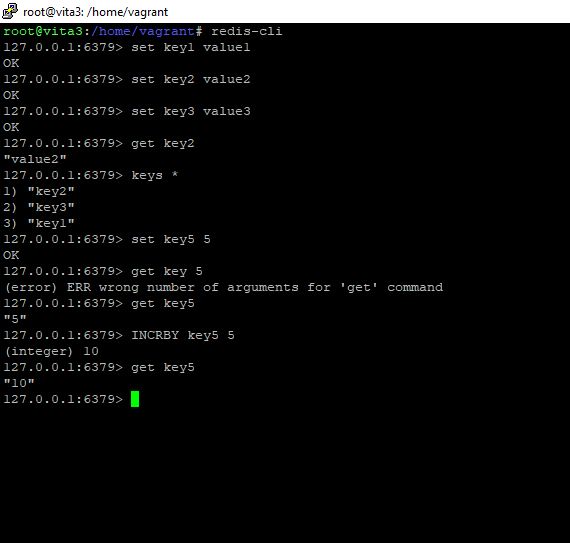 root@vita3: /home/vagrant
root@vita3:/home/vagrant# redis-cli
127.0.0.1:6379> set key1 value1
OK
127.0.0.1:6379> set key2 value2
OK
127.0.0.1:6379> set key3 value3
OK
127.0.0.1:6379> get key2
"value2"
127.0.0.1:6379> keys *
1) "key2"
2) "key3"
3) "key1"
127.0.0.1:6379> set key5 5
OK
127.0.0.1:6379> get key 5
(error) ERR wrong number of arguments for 'get' command
127.0.0.1:6379> get key5
"5"
127.0.0.1:6379> INCRBY key5 5
(integer) 10
127.0.0.1:6379> get key5
"10"
127.0.0.1:6379>